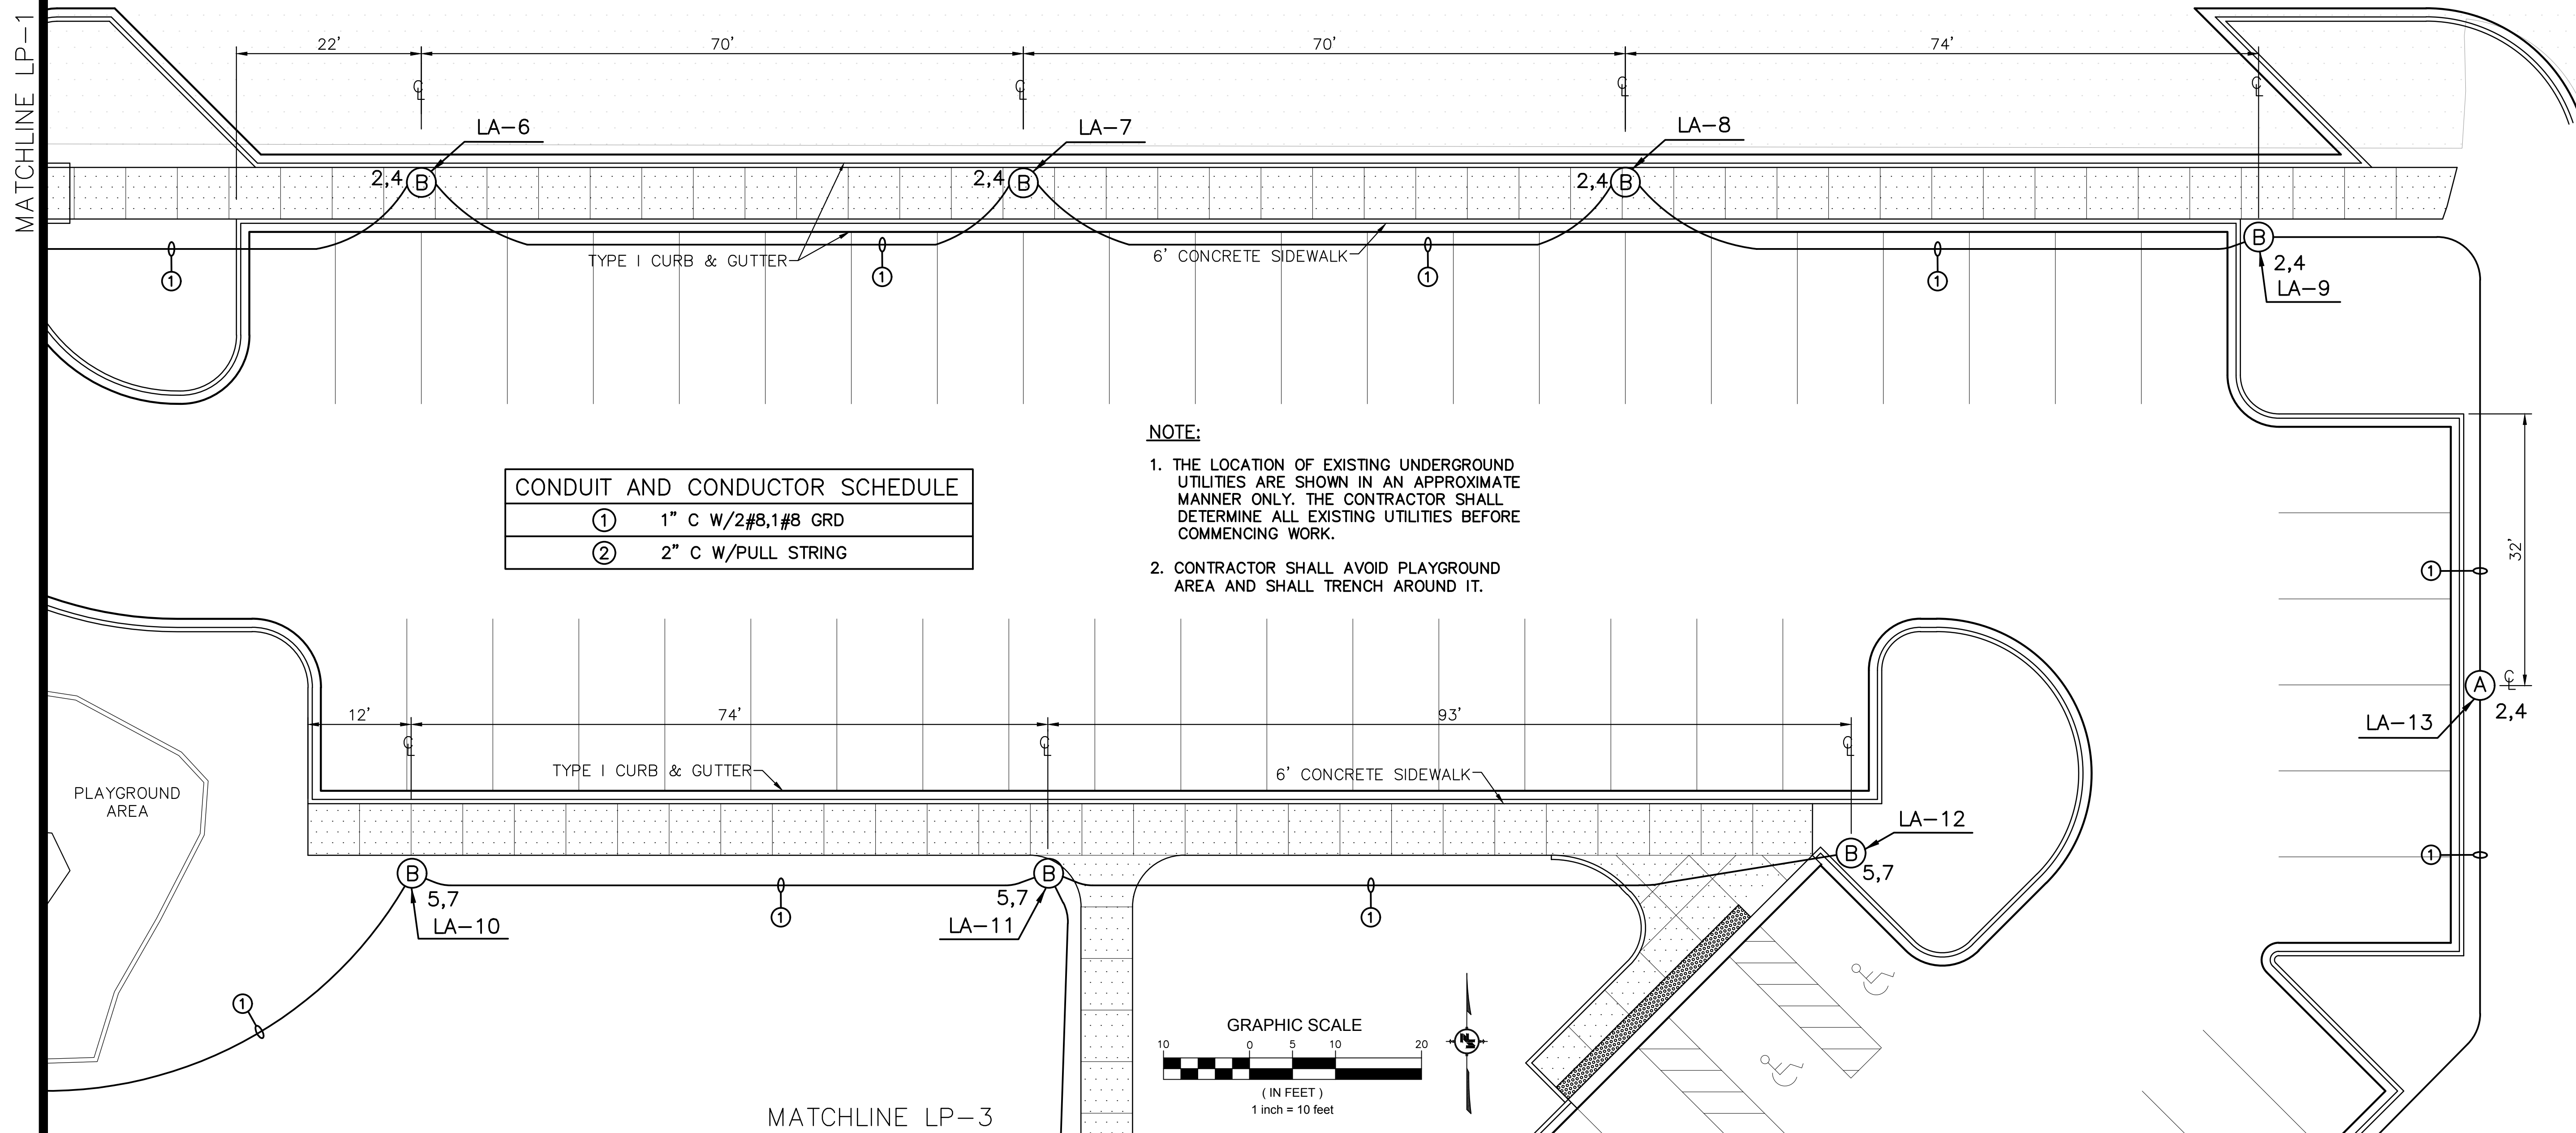 MATCHLINE LP-1
22'
70'
70'
74'
℄
℄
℄
℄
LA-6
LA-7
LA-8
2,4
B
2,4
B
2,4
B
B
2,4
LA-9
1
TYPE I CURB & GUTTER
1
6' CONCRETE SIDEWALK
1
1
CONDUIT AND CONDUCTOR SCHEDULE
1 1" C W/2#8,1#8 GRD
2 2" C W/PULL STRING
NOTE:
1. THE LOCATION OF EXISTING UNDERGROUND
UTILITIES ARE SHOWN IN AN APPROXIMATE
MANNER ONLY. THE CONTRACTOR SHALL
DETERMINE ALL EXISTING UTILITIES BEFORE
COMMENCING WORK.
2. CONTRACTOR SHALL AVOID PLAYGROUND
AREA AND SHALL TRENCH AROUND IT.
1
32'
A
℄
2,4
LA-13
1
12'
74'
93'
℄
℄
℄
TYPE I CURB & GUTTER
6' CONCRETE SIDEWALK
PLAYGROUND
AREA
LA-12
B
5,7
B
5,7
LA-10
1
B
5,7
LA-11
1
1
GRAPHIC SCALE
10 0 5 10 20
( IN FEET )
1 inch = 10 feet
MATCHLINE LP-3